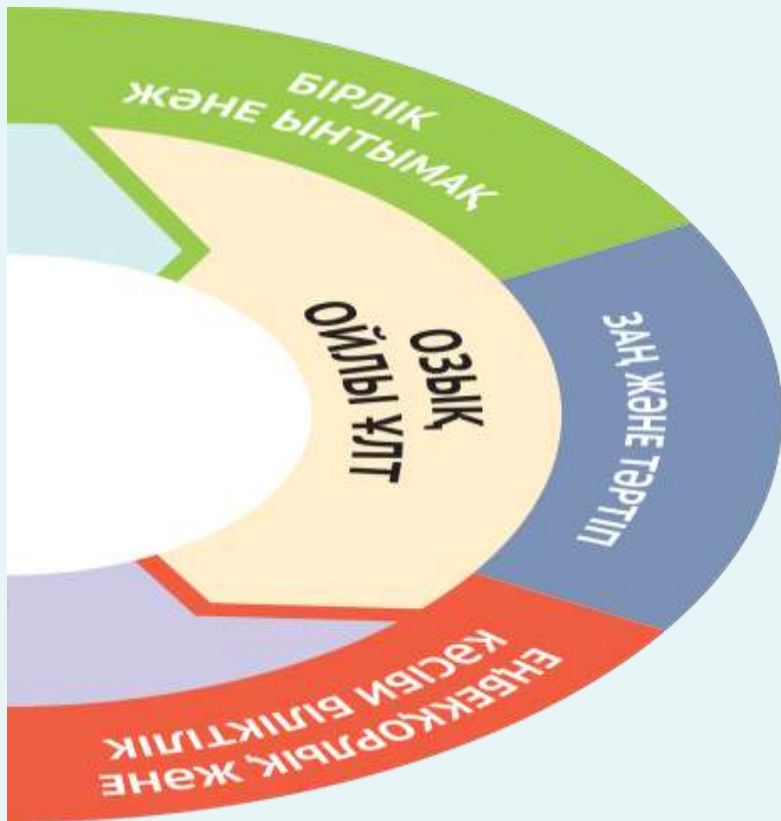 БІРЛІК
ЖӘНЕ ЫНТЫМАҚ
ЗАҢ ЖӘНЕ ТӘРТІП
ОЗЫҚ
ОЙЛЫ ҰЛТ
ЕҢБЕКҚОРЛЫҚ ЖӘНЕ
КӘСІБИ БІЛІКТІЛІК